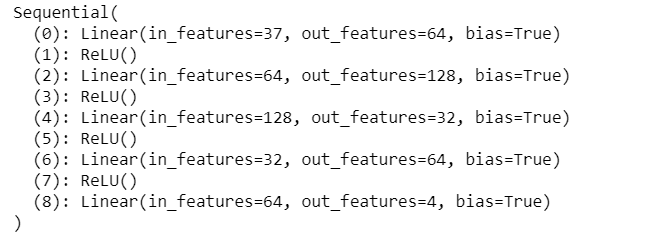 Sequential(
  (0): Linear(in_features=37, out_features=64, bias=True)
  (1): ReLU()
  (2): Linear(in_features=64, out_features=128, bias=True)
  (3): ReLU()
  (4): Linear(in_features=128, out_features=32, bias=True)
  (5): ReLU()
  (6): Linear(in_features=32, out_features=64, bias=True)
  (7): ReLU()
  (8): Linear(in_features=64, out_features=4, bias=True)
)